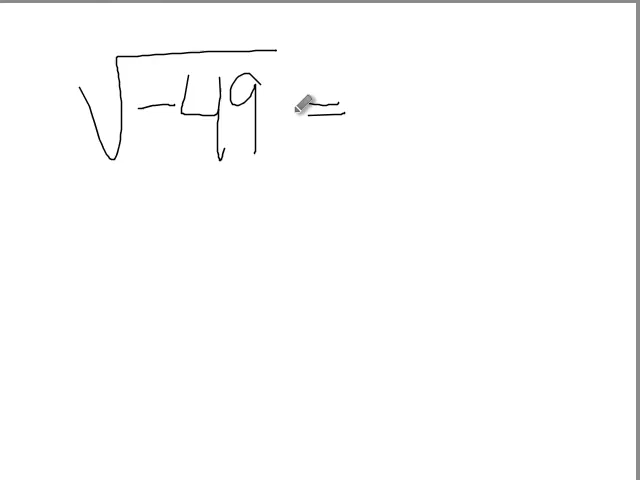 √-49 =